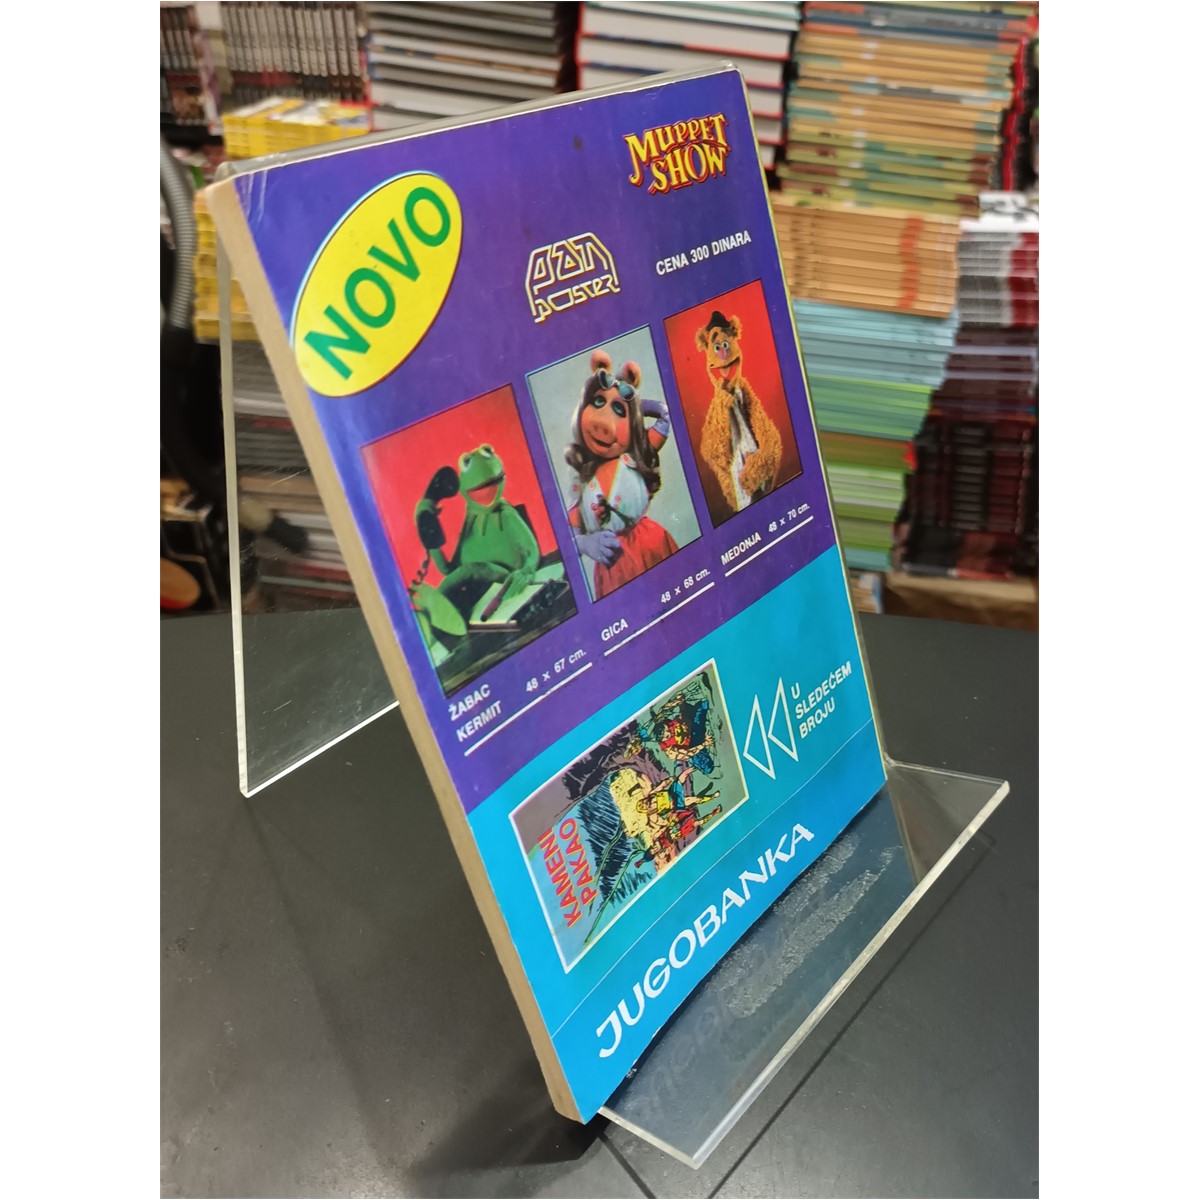 NOVO
MUPPET
SHOW
PAN
POSTER
CENA 300 DINARA
ŽABAC
KERMIT 48 x 67 cm.
GICA 48 x 68 cm.
MEDONJA 48 x 70 cm.
KAMENI
PAKAO
U
SLEDEĆEM
BROJU
JUGOBANKA